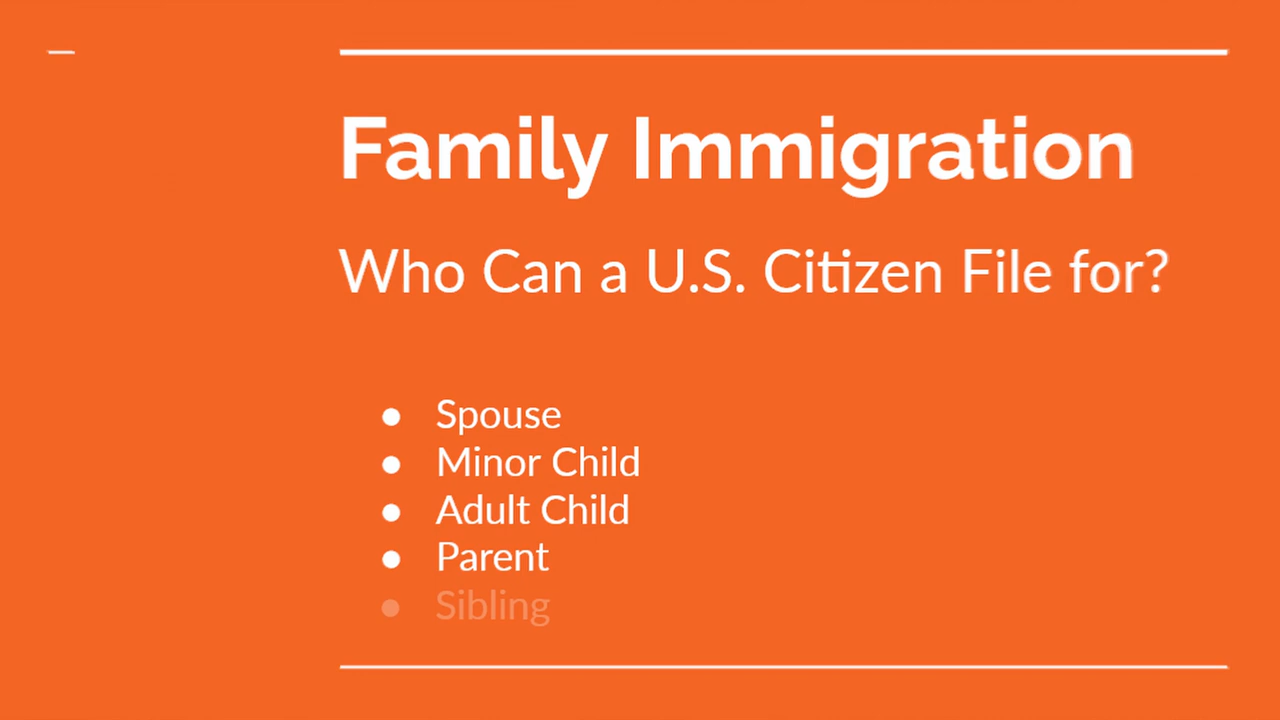 Family Immigration
Who Can a U.S. Citizen File for?
● Spouse
● Minor Child
● Adult Child
● Parent
● Sibling